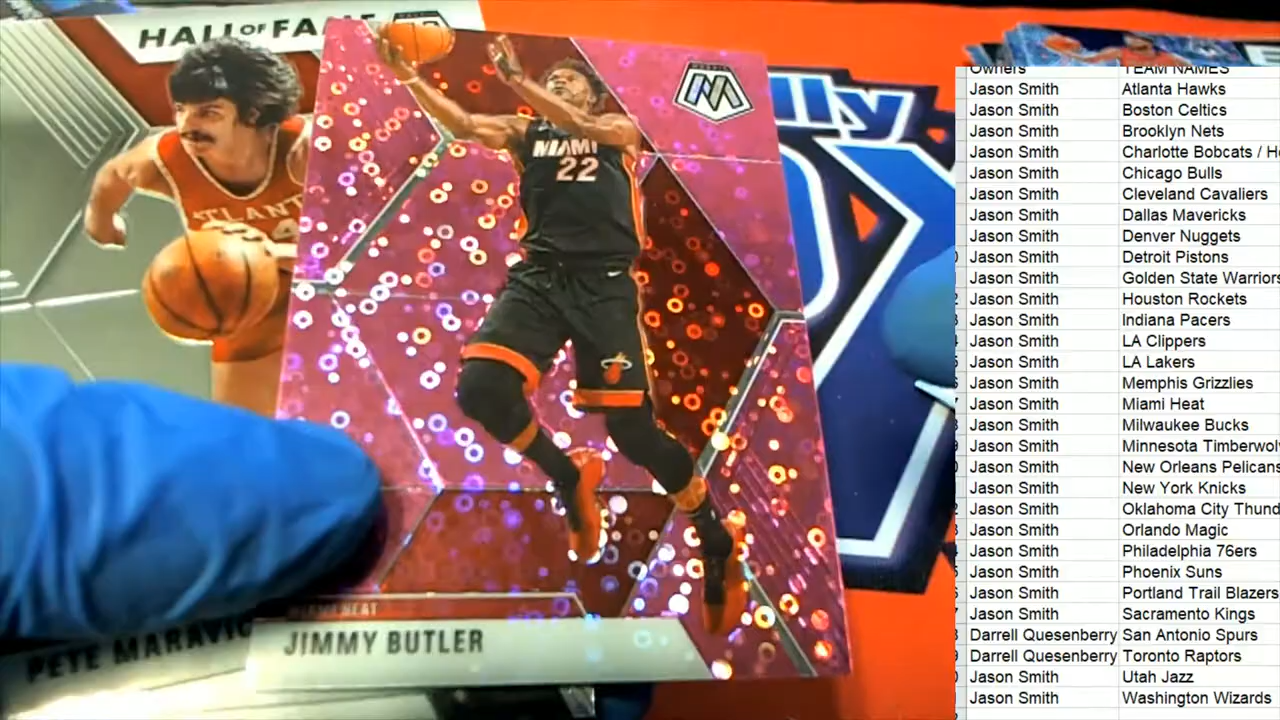 HALL OF FAME
MIAMI
22
ATLANTA
MIAMI HEAT
JIMMY BUTLER
PETE MARAVIC
lly
Owners TEAM NAMES
Jason Smith Atlanta Hawks
Jason Smith Boston Celtics
Jason Smith Brooklyn Nets
Jason Smith Charlotte Bobcats / Ho
Jason Smith Chicago Bulls
Jason Smith Cleveland Cavaliers
Jason Smith Dallas Mavericks
Jason Smith Denver Nuggets
Jason Smith Detroit Pistons
Jason Smith Golden State Warriors
Jason Smith Houston Rockets
Jason Smith Indiana Pacers
Jason Smith LA Clippers
Jason Smith LA Lakers
Jason Smith Memphis Grizzlies
Jason Smith Miami Heat
Jason Smith Milwaukee Bucks
Jason Smith Minnesota Timberwol
Jason Smith New Orleans Pelicans
Jason Smith New York Knicks
Jason Smith Oklahoma City Thund
Jason Smith Orlando Magic
Jason Smith Philadelphia 76ers
Jason Smith Phoenix Suns
Jason Smith Portland Trail Blazers
Jason Smith Sacramento Kings
Darrell Quesenberry San Antonio Spurs
Darrell Quesenberry Toronto Raptors
Jason Smith Utah Jazz
Jason Smith Washington Wizards